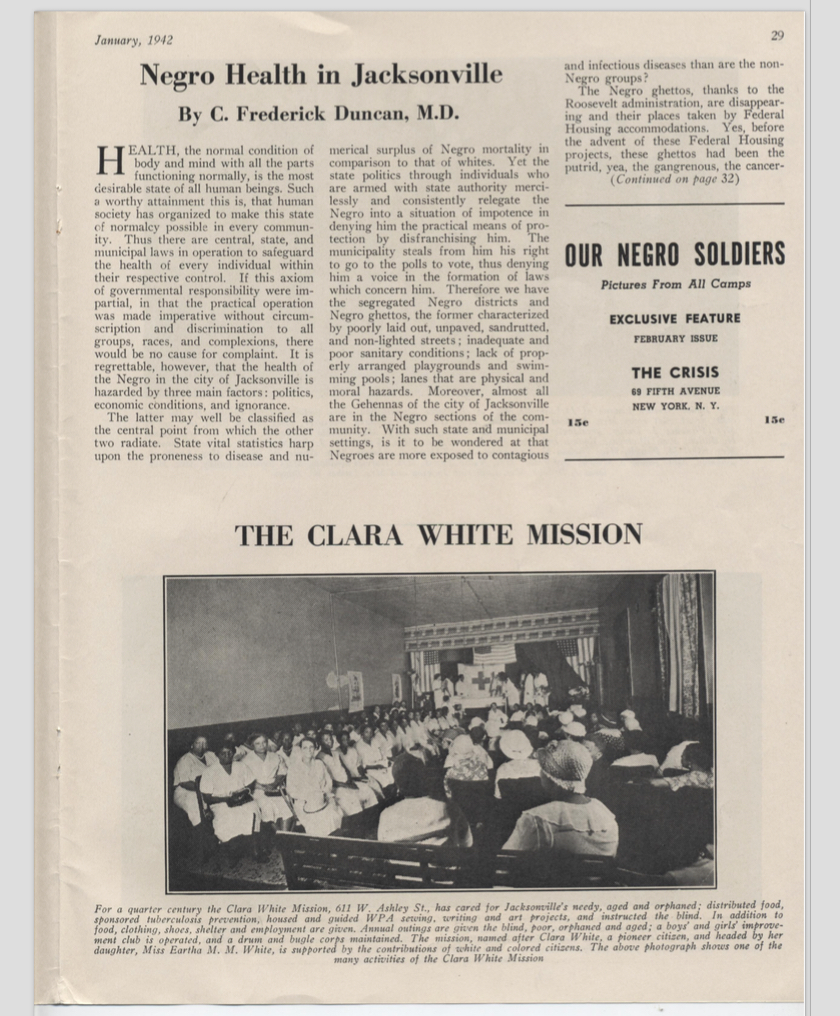 January, 1942
29
Negro Health in Jacksonville
By C. Frederick Duncan, M.D.
HEALTH, the normal condition of
body and mind with all the parts
functioning normally, is the most
desirable state of all human beings. Such
a worthy attainment this is, that human
society has organized to make this state
of normalcy possible in every commun-
ity. Thus there are central, state, and
municipal laws in operation to safeguard
the health of every individual within
their respective control. If this axiom
of governmental responsibility were im-
partial, in that the practical operation
was made imperative without circum-
scription and discrimination to all
groups, races, and complexions, there
would be no cause for complaint. It is
regrettable, however, that the health of
the Negro in the city of Jacksonville is
hazarded by three main factors: politics,
economic conditions, and ignorance.
The latter may well be classified as
the central point from which the other
two radiate. State vital statistics harp
upon the proneness to disease and nu-
merical surplus of Negro mortality in
comparison to that of whites. Yet the
state politics through individuals who
are armed with state authority merci-
lessly and consistently relegate the
Negro into a situation of impotence in
denying him the practical means of pro-
tection by disfranchising him. The
municipality steals from him his right
to go to the polls to vote, thus denying
him a voice in the formation of laws
which concern him. Therefore we have
the segregated Negro districts and
Negro ghettos, the former characterized
by poorly laid out, unpaved, sandrutted,
and non-lighted streets; inadequate and
poor sanitary conditions; lack of prop-
erly arranged playgrounds and swim-
ming pools; lanes that are physical and
moral hazards. Moreover, almost all
the Gehennas of the city of Jacksonville
are in the Negro sections of the com-
munity. With such state and municipal
settings, is it to be wondered at that
Negroes are more exposed to contagious
and infectious diseases than are the non-
Negro groups?
The Negro ghettos, thanks to the
Roosevelt administration, are disappear-
ing and their places taken by Federal
Housing accommodations. Yes, before
the advent of these Federal Housing
projects, these ghettos had been the
putrid, yea, the gangrenous, the cancer-
(Continued on page 32)
OUR NEGRO SOLDIERS
Pictures From All Camps
EXCLUSIVE FEATURE
FEBRUARY ISSUE
THE CRISIS
69 FIFTH AVENUE
NEW YORK, N. Y.
15c 15c
THE CLARA WHITE MISSION
For a quarter century the Clara White Mission, 611 W. Ashley St., has cared for Jacksonville's needy, aged and orphaned; distributed food,
sponsored tuberculosis prevention, housed and guided WPA sewing, writing and art projects, and instructed the blind. In addition to
food, clothing, shoes, shelter and employment are given. Annual outings are given the blind, poor, orphaned and aged; a boys' and girls' improve-
ment club is operated, and a drum and bugle corps maintained. The mission, named after Clara White, a pioneer citizen, and headed by her
daughter, Miss Eartha M. M. White, is supported by the contributions of white and colored citizens. The above photograph shows one of the
many activities of the Clara White Mission